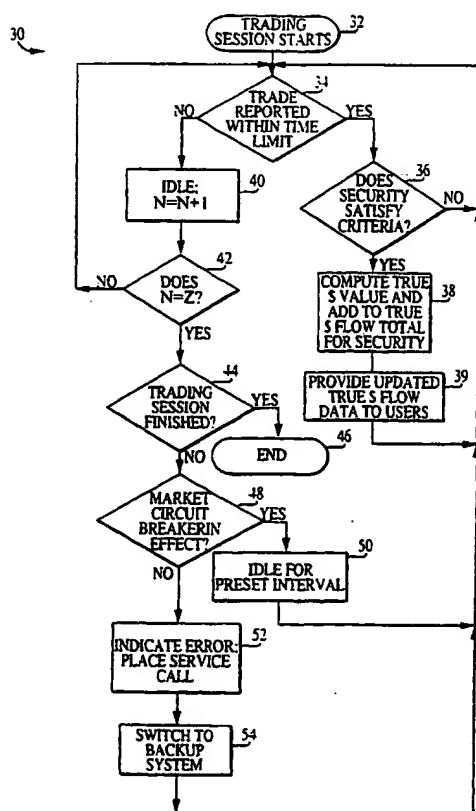 30
TRADING
SESSION STARTS
32
34
TRADE
REPORTED
WITHIN TIME
LIMIT
NO
YES
36
DOES
SECURITY
SATISFY
CRITERIA?
NO
YES
40
IDLE;
N=N+1
42
DOES
N=Z?
NO
YES
38
COMPUTE TRUE
$ VALUE AND
ADD TO TRUE
$ FLOW TOTAL
FOR SECURITY
39
PROVIDE UPDATED
TRUE $ FLOW
DATA TO USERS
44
TRADING
SESSION
FINISHED?
YES
NO
46
END
48
MARKET
CIRCUIT
BREAKERIN
EFFECT?
YES
NO
50
IDLE FOR
PRESET INTERVAL
52
INDICATE ERROR;
PLACE SERVICE
CALL
54
SWITCH TO
BACKUP
SYSTEM